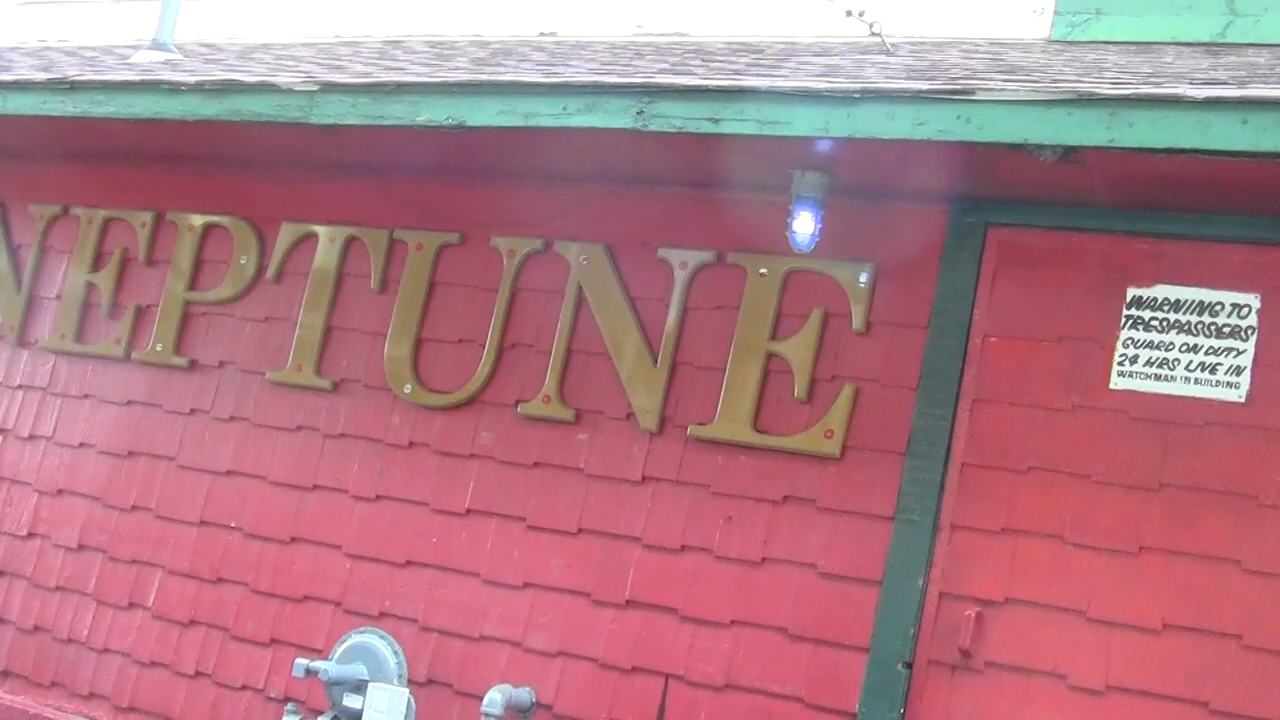 NEPTUNE
WARNING TO
TRESPASSERS
GUARD ON DUTY
24 HRS LIVE IN
WATCHMAN IN BUILDING